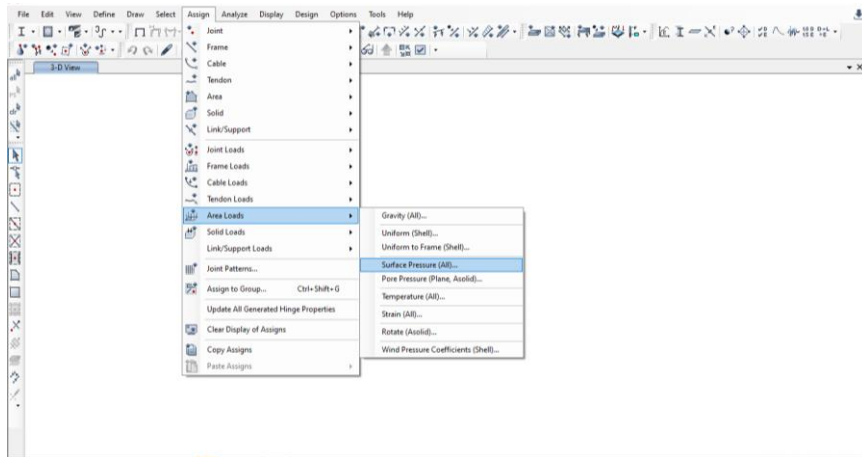 File Edit View Define Draw Select Assign Analyze Display Design Options Tools Help
3-D View
Joint
Frame
Cable
Tendon
Area
Solid
Link/Support
Joint Loads
Frame Loads
Cable Loads
Tendon Loads
Area Loads
Solid Loads
Link/Support Loads
Joint Patterns...
Assign to Group... Ctrl+Shift+G
Update All Generated Hinge Properties
Clear Display of Assigns
Copy Assigns
Paste Assigns
Gravity (All)...
Uniform (Shell)...
Uniform to Frame (Shell)...
Surface Pressure (All)...
Pore Pressure (Plane, Asolid)...
Temperature (All)...
Strain (All)...
Rotate (Asolid)...
Wind Pressure Coefficients (Shell)...